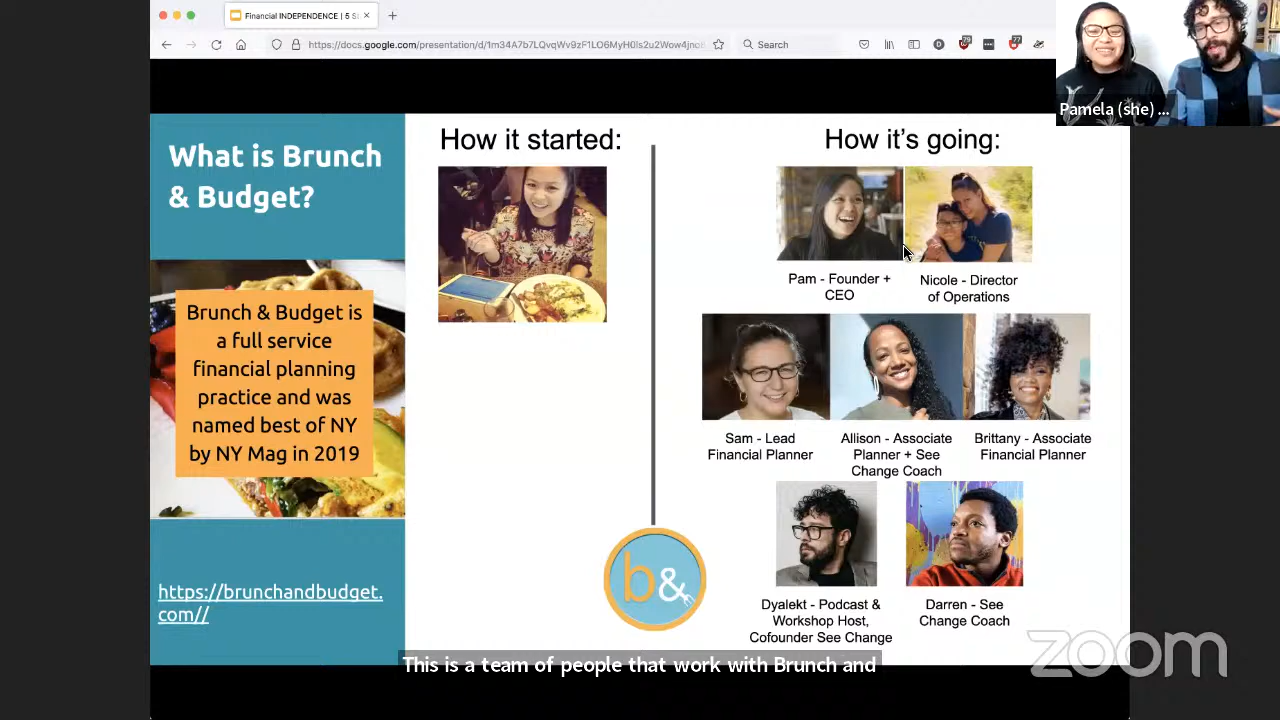 Financial INDEPENDENCE | 5 S
https://docs.google.com/presentation/d/1m34A7b7LQvqWv9zF1LO6MyH0ls2u2Wow4jno
Search
79
77
Pamela (she) ...
What is Brunch
& Budget?
Brunch & Budget is
a full service
financial planning
practice and was
named best of NY
by NY Mag in 2019
https://brunchandbudget.
com//
How it started:
How it's going:
Pam - Founder +
CEO
Nicole - Director
of Operations
Sam - Lead
Financial Planner
Allison - Associate
Planner + See
Change Coach
Brittany - Associate
Financial Planner
Dyalekt - Podcast &
Workshop Host,
Cofounder See Change
Darren - See
Change Coach
b&
zoom
This is a team of people that work with Brunch and